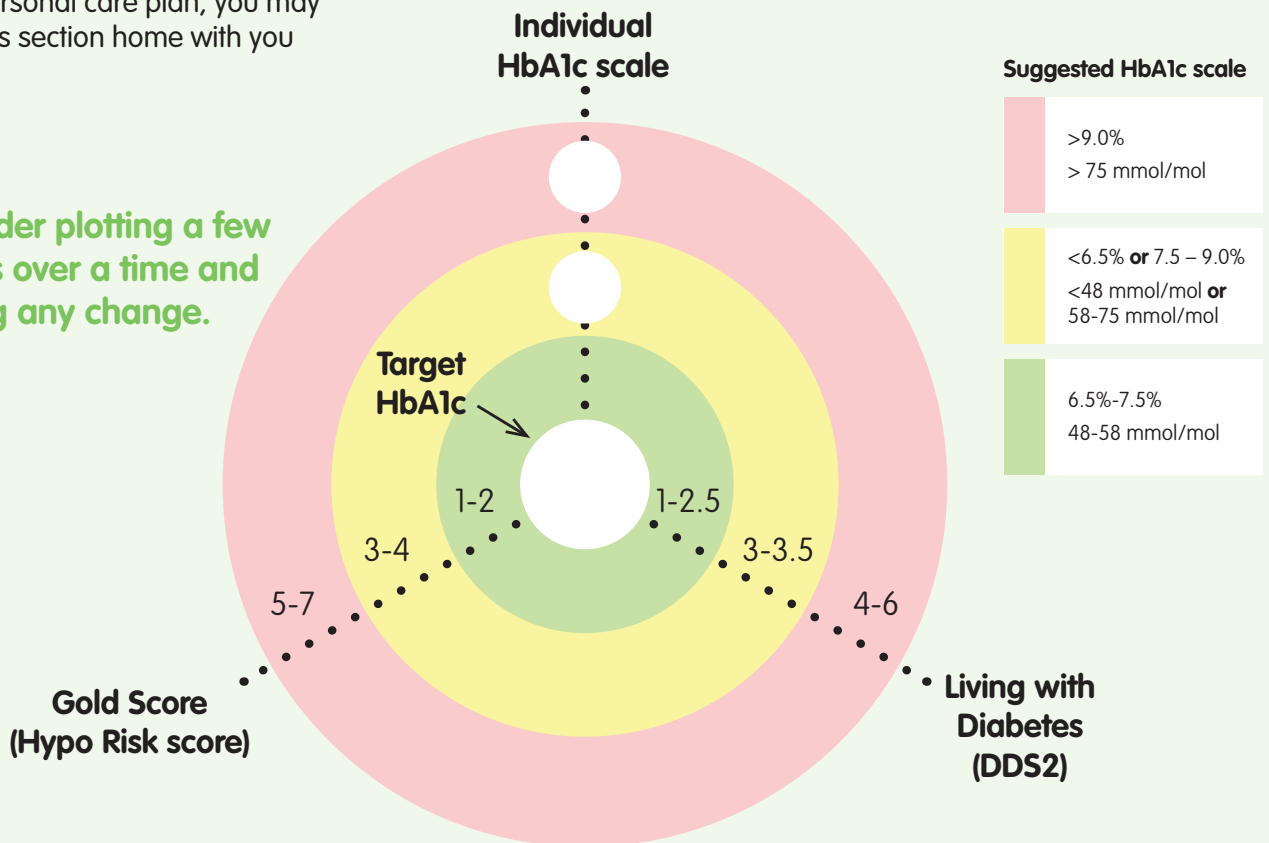 rsonal care plan, you may
s section home with you
der plotting a few
s over a time and
g any change.
Individual
HbA1c scale
Target
HbA1c
1-2
3-4
5-7
Gold Score
(Hypo Risk score)
1-2.5
3-3.5
4-6
Living with
Diabetes
(DDS2)
Suggested HbA1c scale
>9.0%
> 75 mmol/mol
<6.5% or 7.5 – 9.0%
<48 mmol/mol or
58-75 mmol/mol
6.5%-7.5%
48-58 mmol/mol